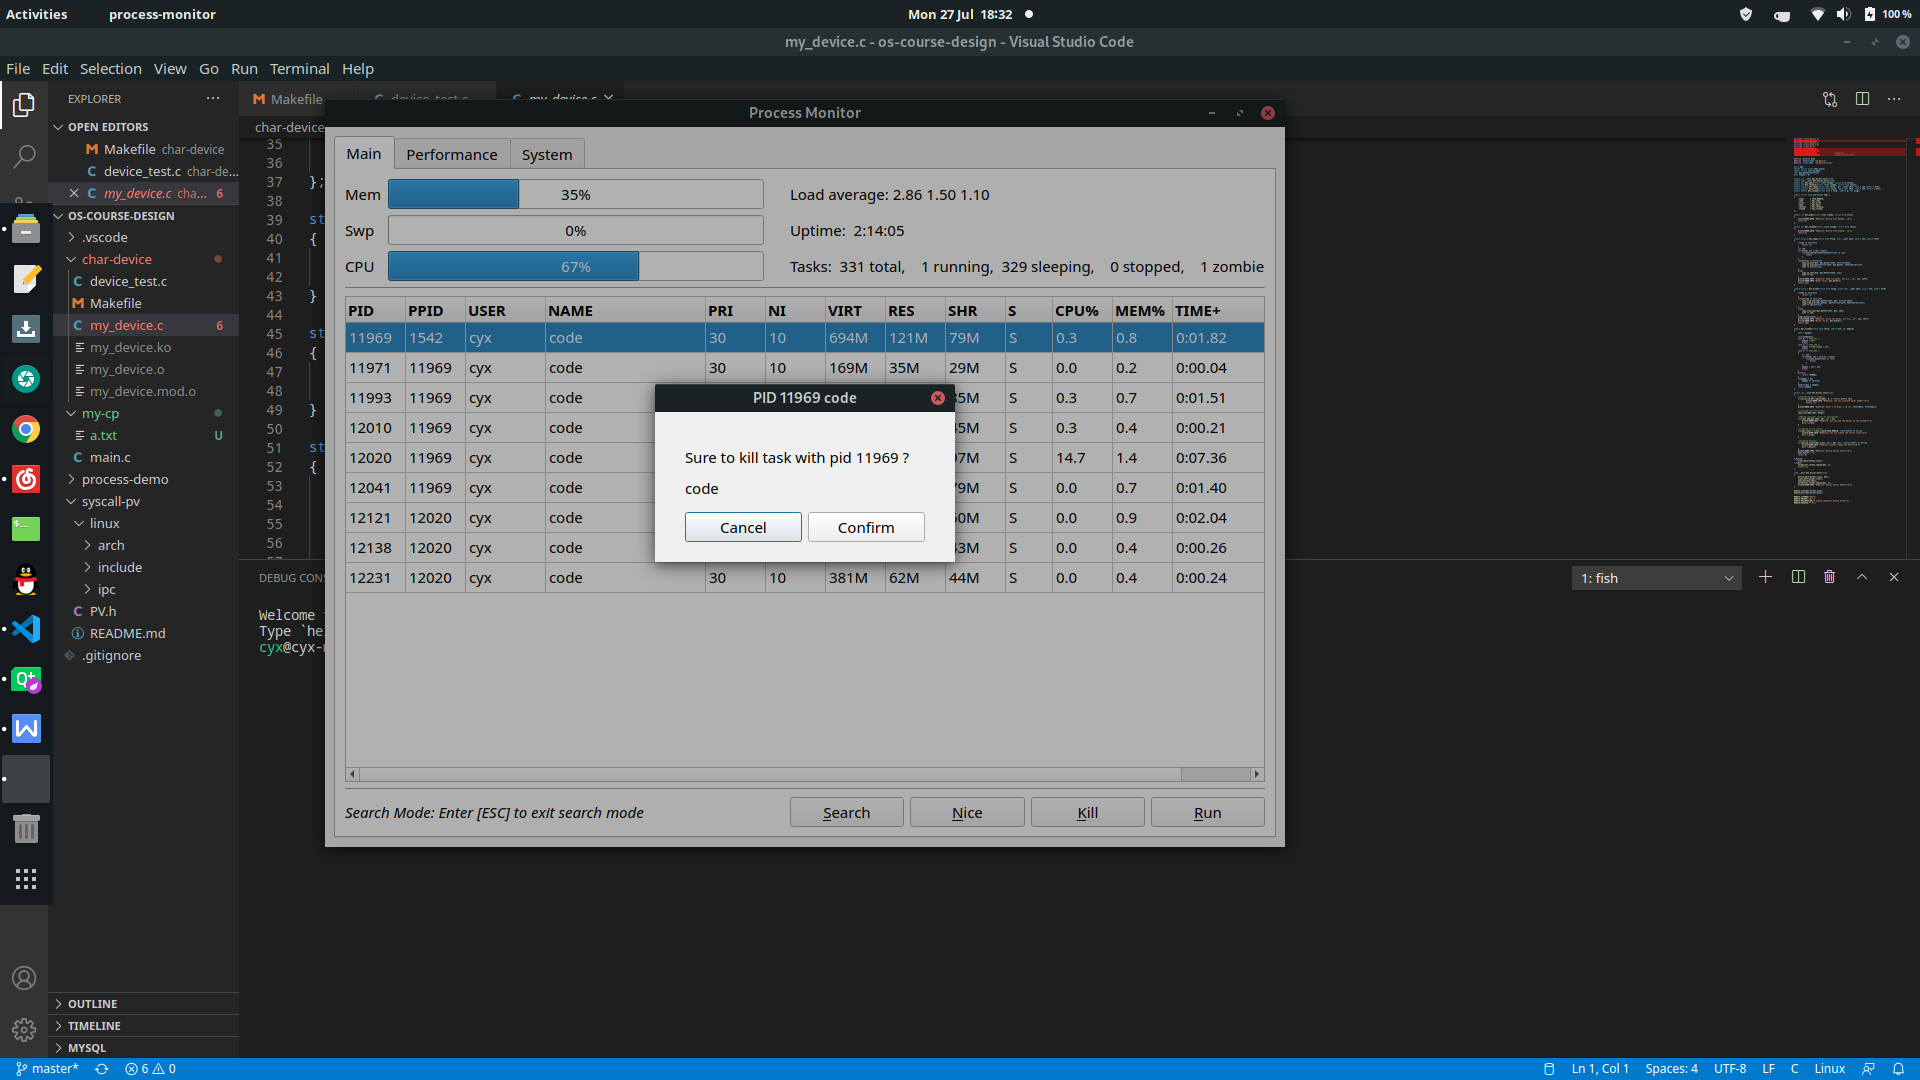 Activities process-monitor Mon 27 Jul 18:32 100 %
my_device.c - os-course-design - Visual Studio Code
File Edit Selection View Go Run Terminal Help
EXPLORER
OPEN EDITORS
Makefile char-device
device_test.c char-de...
my_device.c cha... 6
OS-COURSE-DESIGN
.vscode
char-device
device_test.c
Makefile
my_device.c 6
my_device.ko
my_device.o
my_device.mod.o
my-cp
a.txt U
main.c
process-demo
syscall-pv
linux
arch
include
ipc
PV.h
README.md
.gitignore
OUTLINE
TIMELINE
MYSQL
Makefile device_test.c my_device.c
char-device
35
36
37 };
38
39 st
40 {
41
42
43 }
44
45 st
46 {
47
48
49 }
50
51 st
52 {
53
54
55
56
Process Monitor
Main Performance System
Mem 35% Load average: 2.86 1.50 1.10
Swp 0% Uptime: 2:14:05
CPU 67% Tasks: 331 total, 1 running, 329 sleeping, 0 stopped, 1 zombie
PID PPID USER NAME PRI NI VIRT RES SHR S CPU% MEM% TIME+
11969 1542 cyx code 30 10 694M 121M 79M S 0.3 0.8 0:01.82
11971 11969 cyx code 30 10 169M 35M 29M S 0.0 0.2 0:00.04
11993 11969 cyx code 5M S 0.3 0.7 0:01.51
12010 11969 cyx code 5M S 0.3 0.4 0:00.21
12020 11969 cyx code 7M S 14.7 1.4 0:07.36
12041 11969 cyx code 9M S 0.0 0.7 0:01.40
12121 12020 cyx code 0M S 0.0 0.9 0:02.04
12138 12020 cyx code 3M S 0.0 0.4 0:00.26
12231 12020 cyx code 30 10 381M 62M 44M S 0.0 0.4 0:00.24
PID 11969 code
Sure to kill task with pid 11969 ?
code
Cancel Confirm
Search Mode: Enter [ESC] to exit search mode Search Nice Kill Run
DEBUG CON 1: fish
Welcome
Type `he
cyx@cyx-
master* 6 0 Ln 1, Col 1 Spaces: 4 UTF-8 LF C Linux